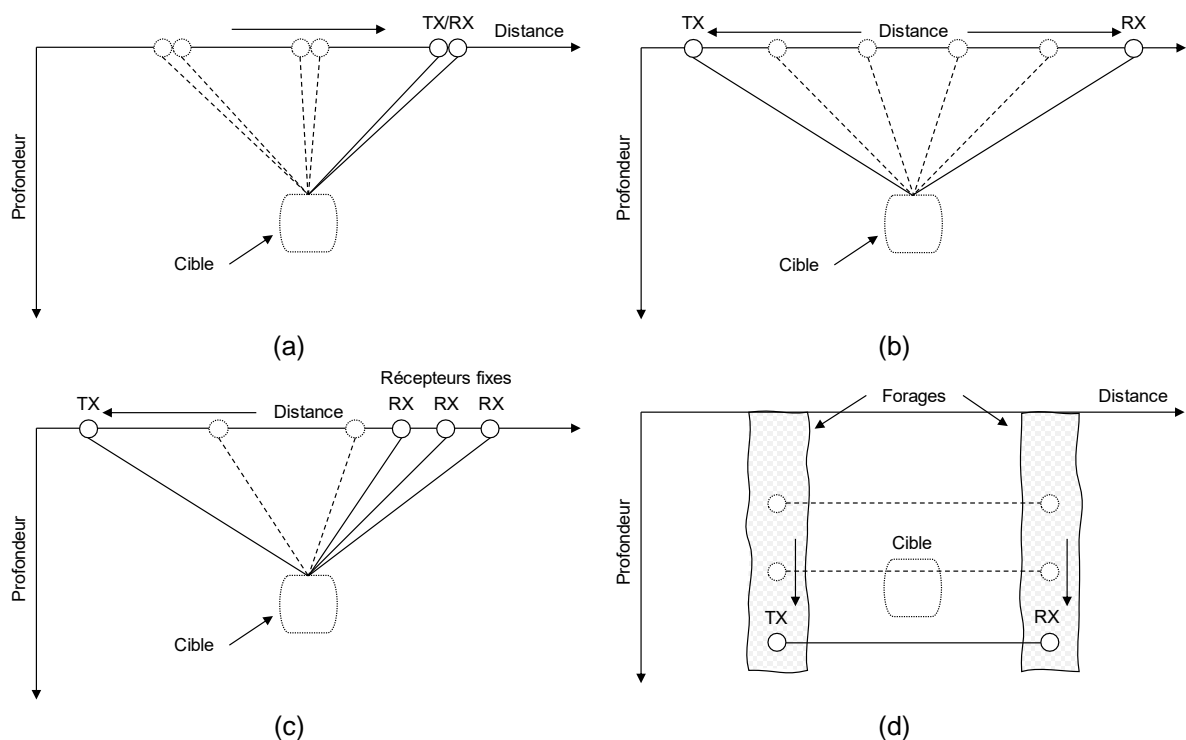 TX/RX
Distance
Profondeur
Cible
(a)
TX
Distance
RX
Profondeur
Cible
(b)
Récepteurs fixes
TX
Distance
RX
RX
RX
Profondeur
Cible
(c)
Forages
Distance
Profondeur
Cible
TX
RX
(d)